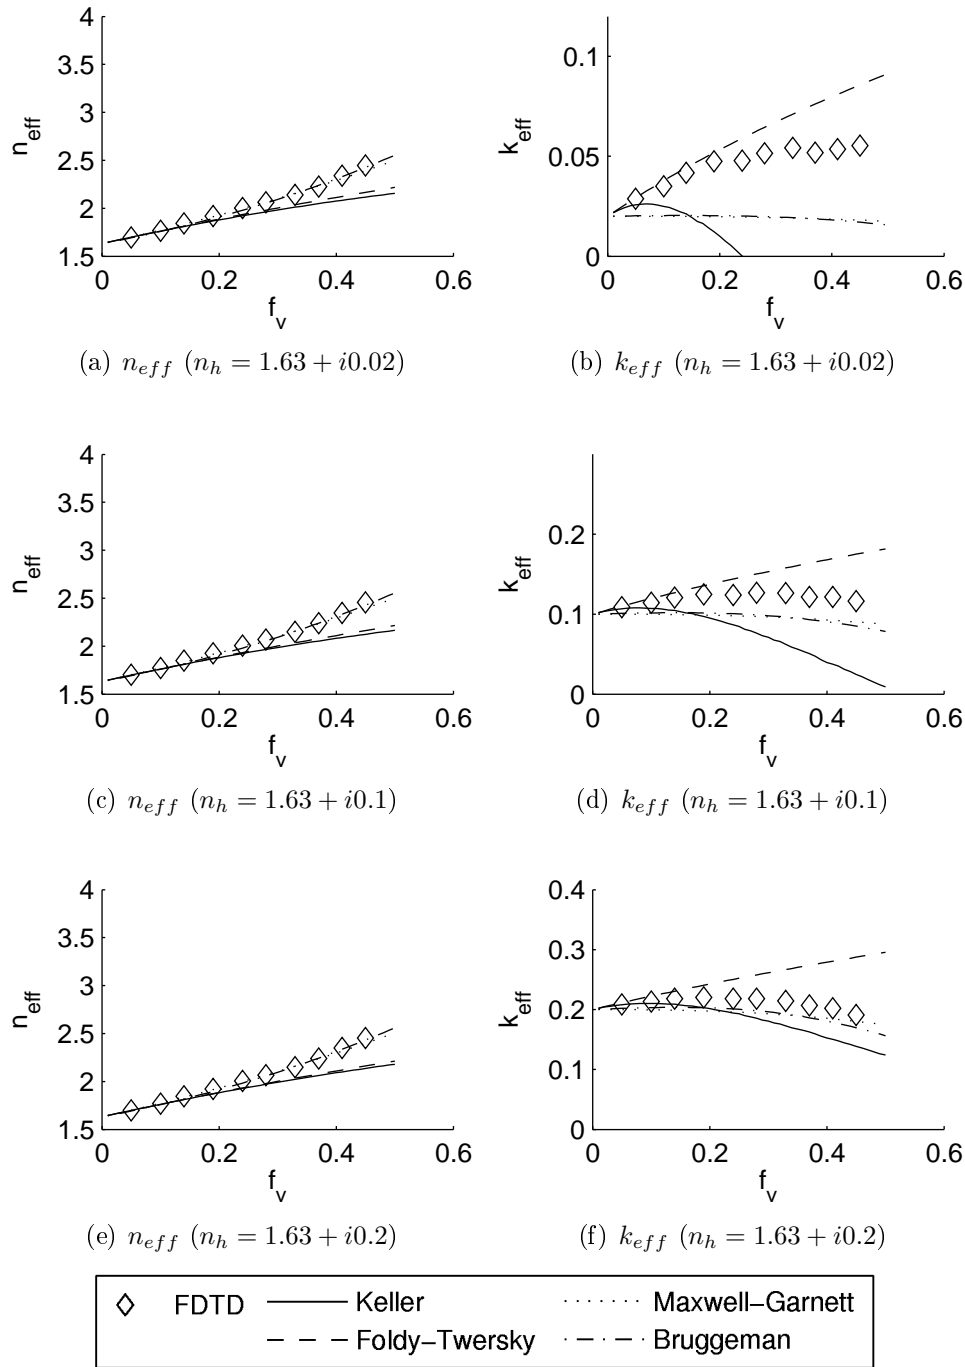 4
3.5
3
2.5
2
1.5
0 0.2 0.4 0.6
n_eff
f_v
(a) n_eff (n_h = 1.63 + i0.02)
0.1
0.05
0
0 0.2 0.4 0.6
k_eff
f_v
(b) k_eff (n_h = 1.63 + i0.02)
4
3.5
3
2.5
2
1.5
0 0.2 0.4 0.6
n_eff
f_v
(c) n_eff (n_h = 1.63 + i0.1)
0.2
0.1
0
0 0.2 0.4 0.6
k_eff
f_v
(d) k_eff (n_h = 1.63 + i0.1)
4
3.5
3
2.5
2
1.5
0 0.2 0.4 0.6
n_eff
f_v
(e) n_eff (n_h = 1.63 + i0.2)
0.4
0.3
0.2
0.1
0
0 0.2 0.4 0.6
k_eff
f_v
(f) k_eff (n_h = 1.63 + i0.2)
FDTD
Keller
Foldy-Twersky
Maxwell-Garnett
Bruggeman